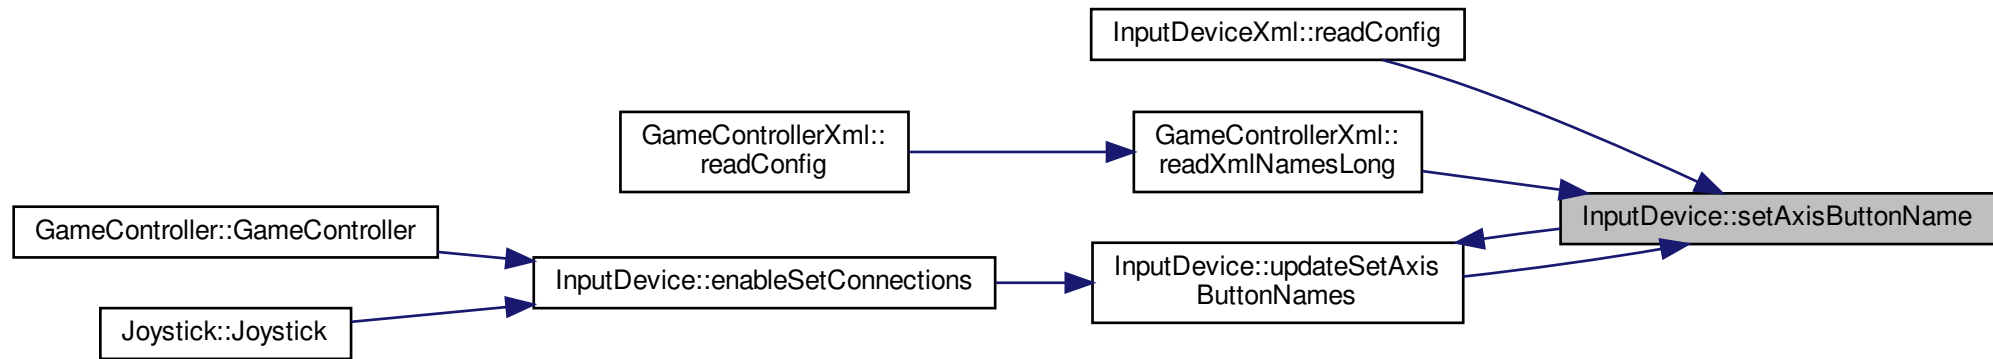 InputDeviceXml::readConfig
GameControllerXml::
readConfig
GameControllerXml::
readXmlNamesLong
InputDevice::setAxisButtonName
GameController::GameController
InputDevice::enableSetConnections
InputDevice::updateSetAxis
ButtonNames
Joystick::Joystick